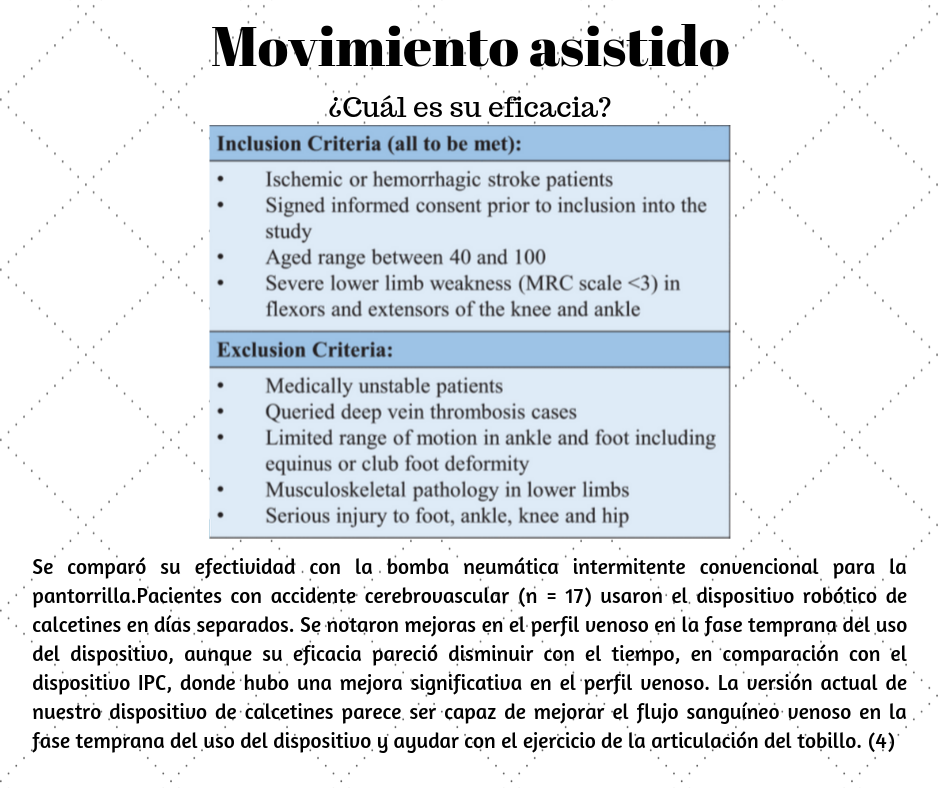 Movimiento asistido
¿Cuál es su eficacia?
Inclusion Criteria (all to be met):
• Ischemic or hemorrhagic stroke patients
• Signed informed consent prior to inclusion into the
study
• Aged range between 40 and 100
• Severe lower limb weakness (MRC scale <3) in
flexors and extensors of the knee and ankle
Exclusion Criteria:
• Medically unstable patients
• Queried deep vein thrombosis cases
• Limited range of motion in ankle and foot including
equinus or club foot deformity
• Musculoskeletal pathology in lower limbs
• Serious injury to foot, ankle, knee and hip
Se comparó su efectividad con la bomba neumática intermitente convencional para la
pantorrilla.Pacientes con accidente cerebrovascular (n = 17) usaron el dispositivo robótico de
calcetines en días separados. Se notaron mejoras en el perfil venoso en la fase temprana del uso
del dispositivo, aunque su eficacia pareció disminuir con el tiempo, en comparación con el
dispositivo IPC, donde hubo una mejora significativa en el perfil venoso. La versión actual de
nuestro dispositivo de calcetines parece ser capaz de mejorar el flujo sanguíneo venoso en la
fase temprana del uso del dispositivo y ayudar con el ejercicio de la articulación del tobillo. (4)